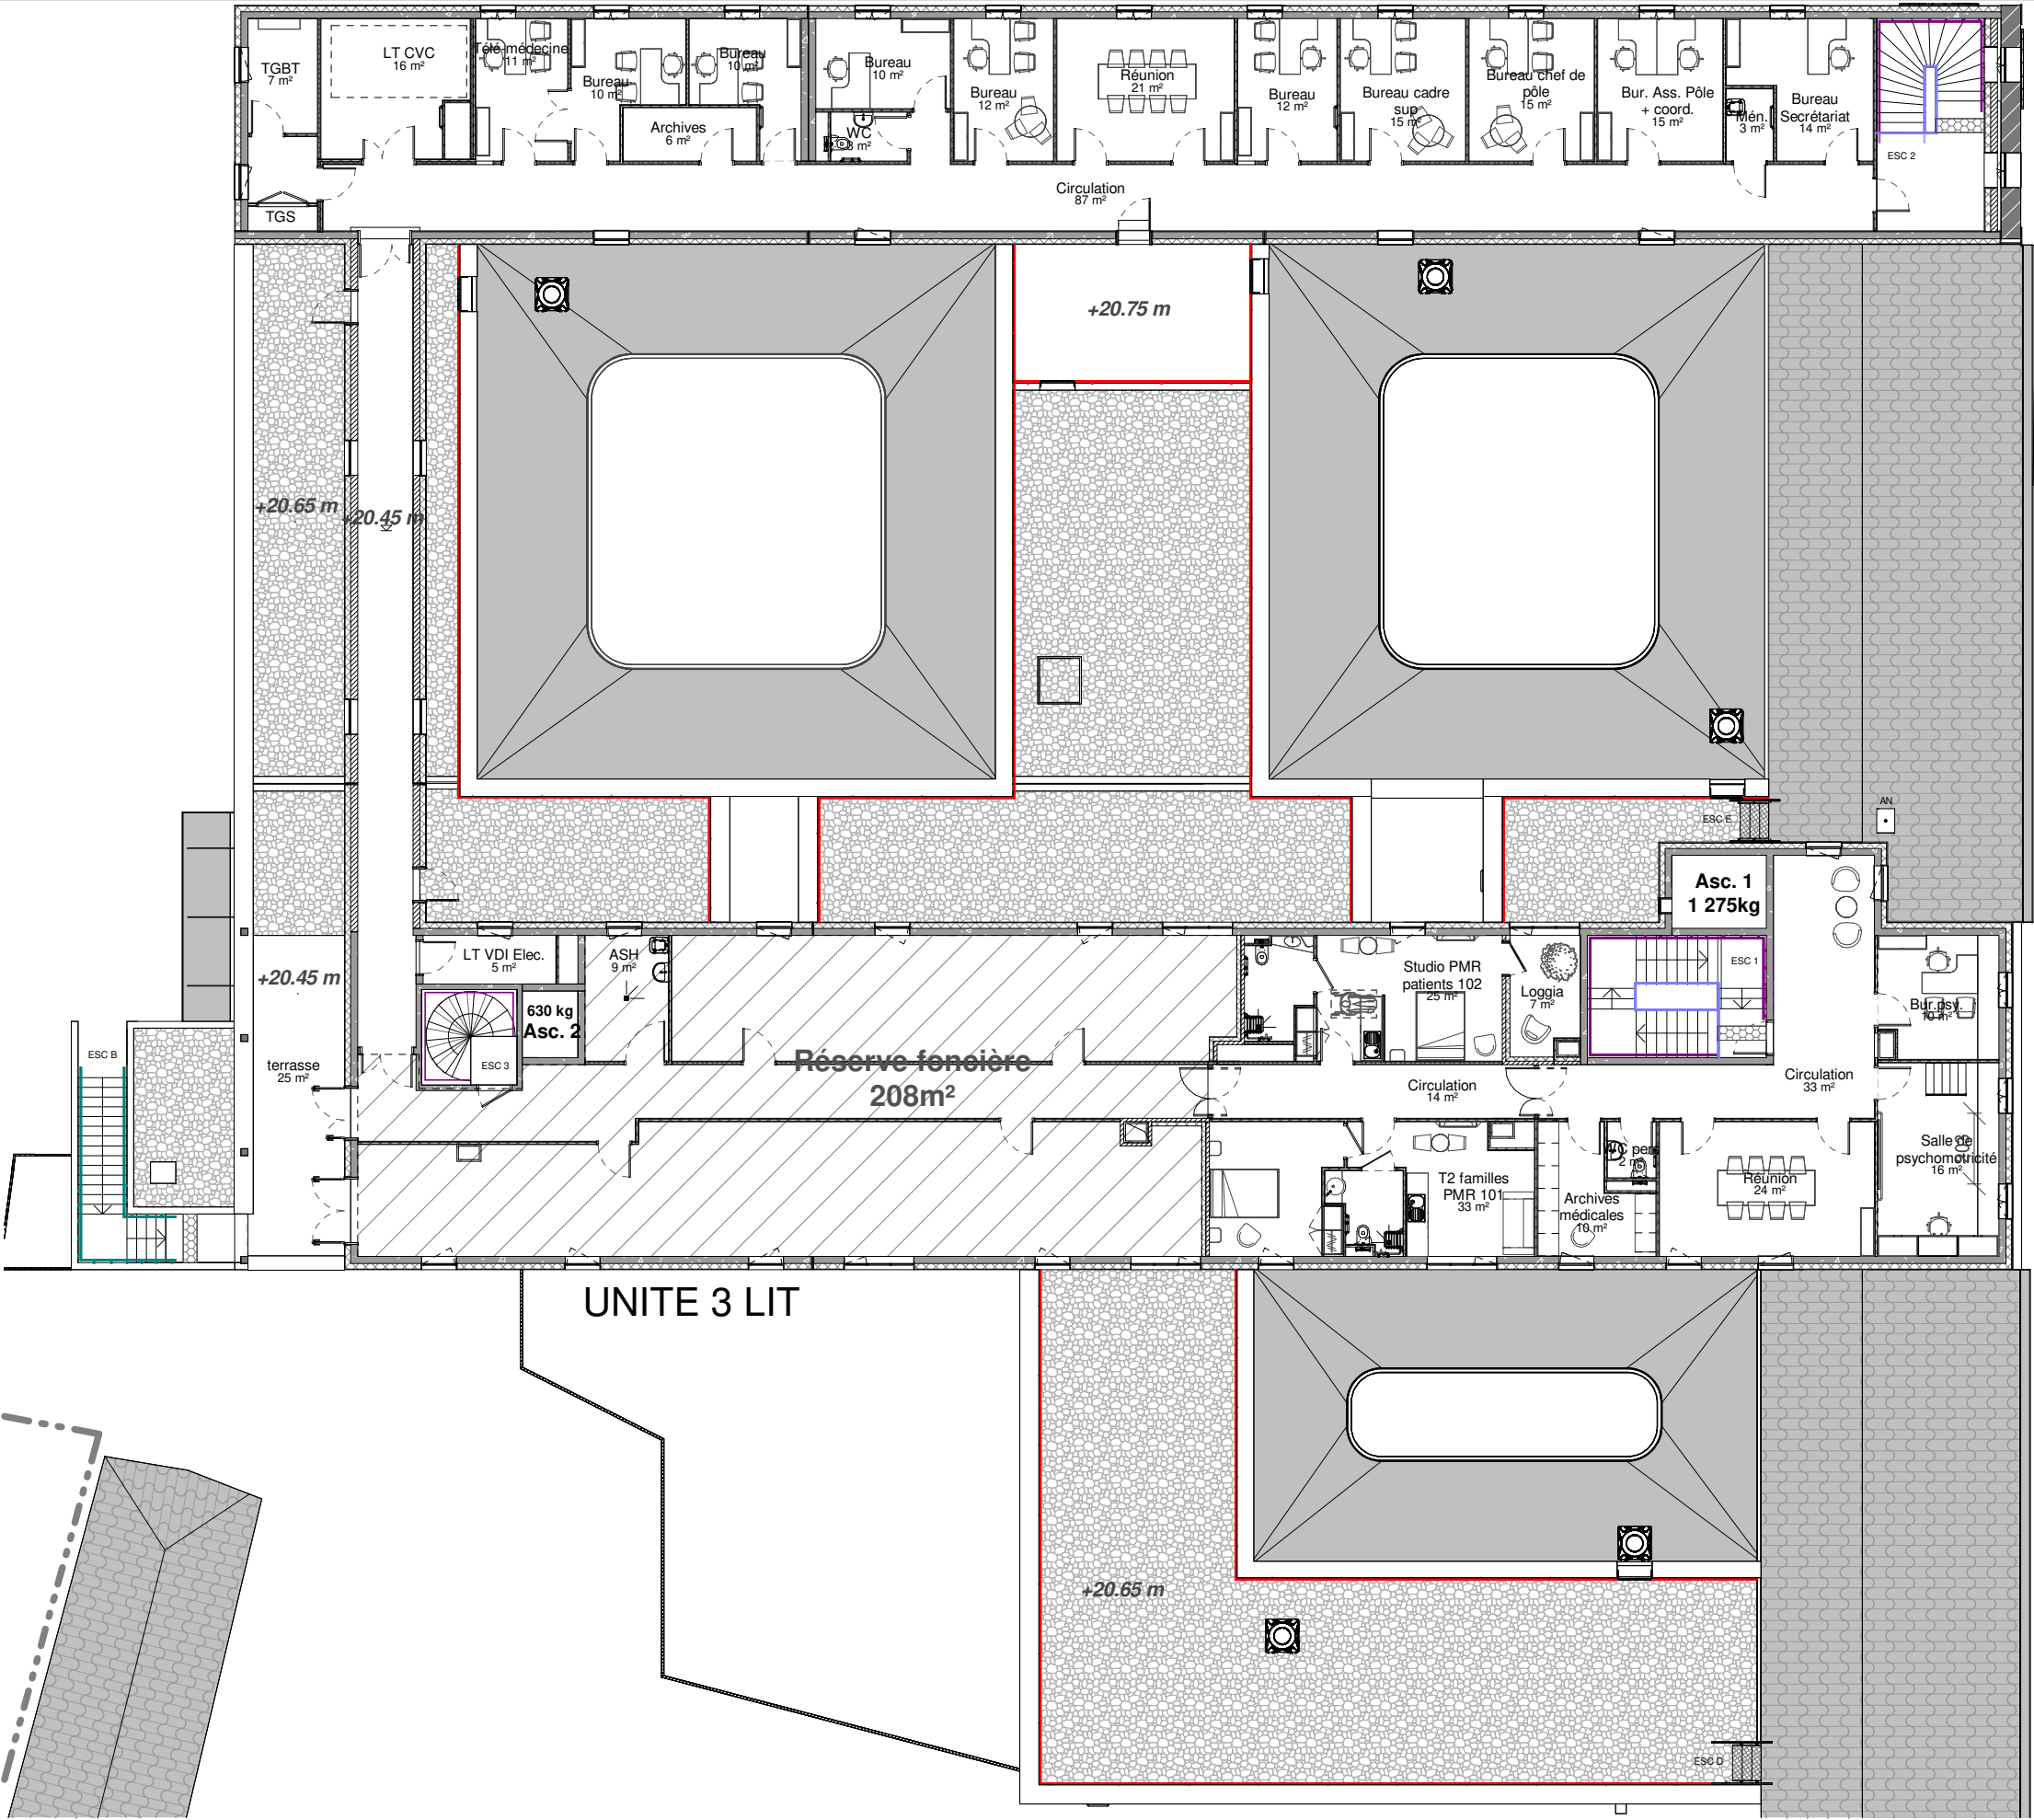 TGBT
7 m²
LT CVC
16 m²
Télé-médecine
11 m²
Bureau
10 m²
Bureau
10 m²
Archives
6 m²
Bureau
10 m²
WC
3 m²
Bureau
12 m²
Réunion
21 m²
Bureau
12 m²
Bureau cadre
sup
15 m²
Bureau chef de
pôle
15 m²
Bur. Ass. Pôle
+ coord.
15 m²
Mén.
3 m²
Bureau
Secrétariat
14 m²
ESC 2
TGS
Circulation
87 m²
+20.75 m
+20.65 m
+20.45 m
AN
ESC E
Asc. 1
1 275kg
+20.45 m
LT VDI Elec.
5 m²
ASH
9 m²
630 kg
Asc. 2
ESC 3
Studio PMR
patients 102
25 m²
Loggia
7 m²
ESC 1
Bur.psy.
10 m²
ESC B
terrasse
25 m²
Réserve foncière
208m²
Circulation
14 m²
Circulation
33 m²
T2 familles
PMR 101
33 m²
WC pers
2 m²
Archives
médicales
10 m²
Réunion
24 m²
Salle de
psychomotricité
16 m²
UNITE 3 LIT
+20.65 m
ESC D